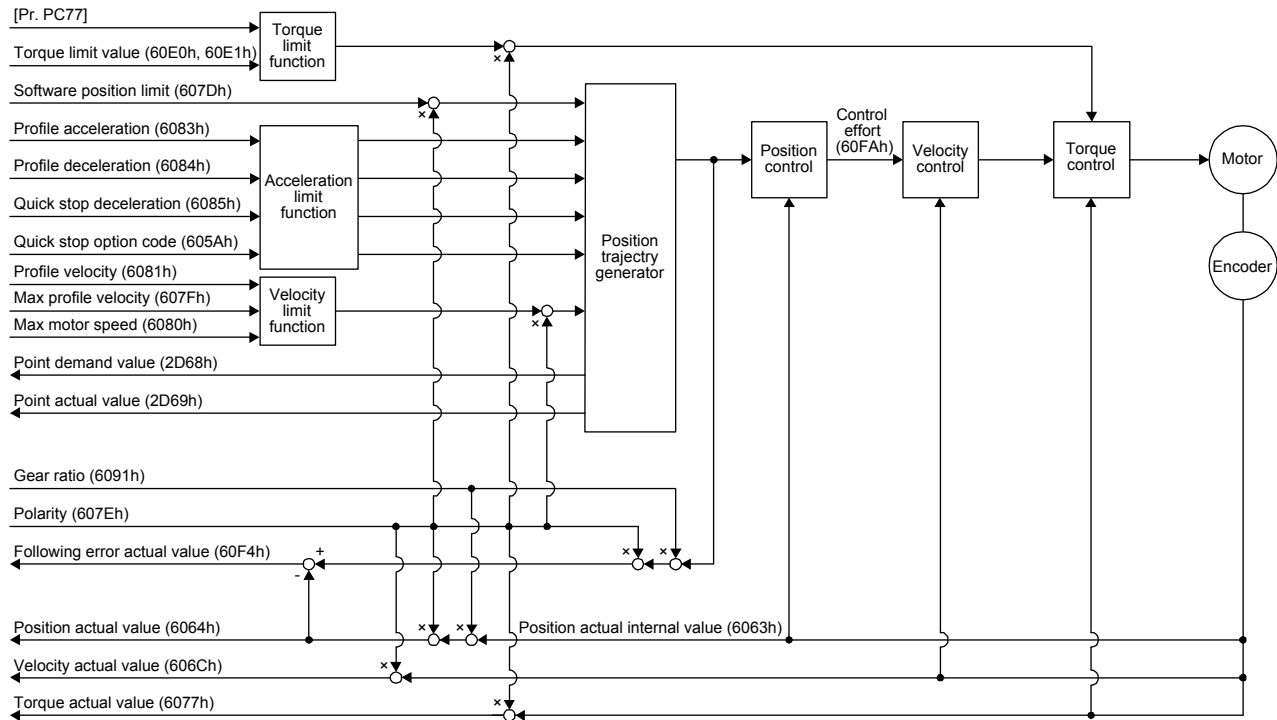 [Pr. PC77]
Torque limit value (60E0h, 60E1h)
Torque
limit
function
×
Software position limit (607Dh)
×
Profile acceleration (6083h)
Profile deceleration (6084h)
Quick stop deceleration (6085h)
Quick stop option code (605Ah)
Acceleration
limit
function
Profile velocity (6081h)
Max profile velocity (607Fh)
Max motor speed (6080h)
Velocity
limit
function
×
Point demand value (2D68h)
Point actual value (2D69h)
Position
trajectry
generator
Position
control
Control
effort
(60FAh)
Velocity
control
Torque
control
Motor
Encoder
Gear ratio (6091h)
Polarity (607Eh)
Following error actual value (60F4h)
+
-
×
×
Position actual value (6064h)
×
×
Position actual internal value (6063h)
Velocity actual value (606Ch)
×
Torque actual value (6077h)
×